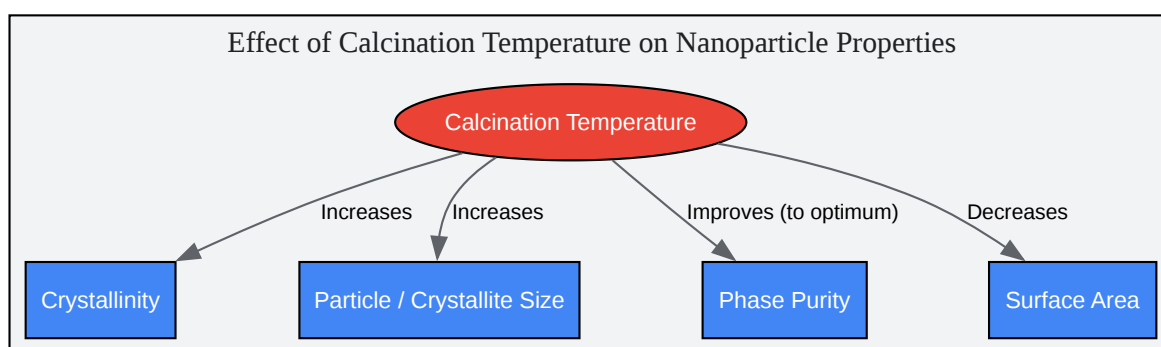 Effect of Calcination Temperature on Nanoparticle Properties
Calcination Temperature
Increases
Increases
Improves (to optimum)
Decreases
Crystallinity
Particle / Crystallite Size
Phase Purity
Surface Area